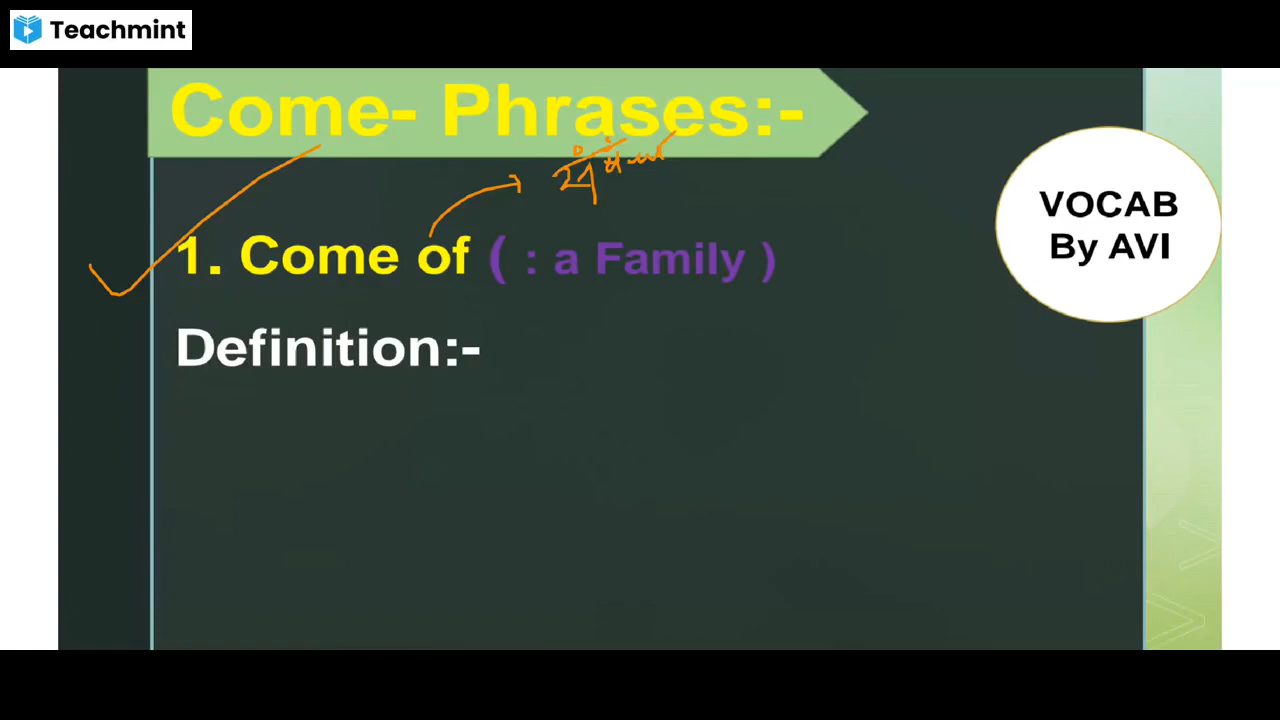 Teachmint
Come- Phrases:-
1. Come of ( : a Family )
Definition:-
VOCAB
By AVI